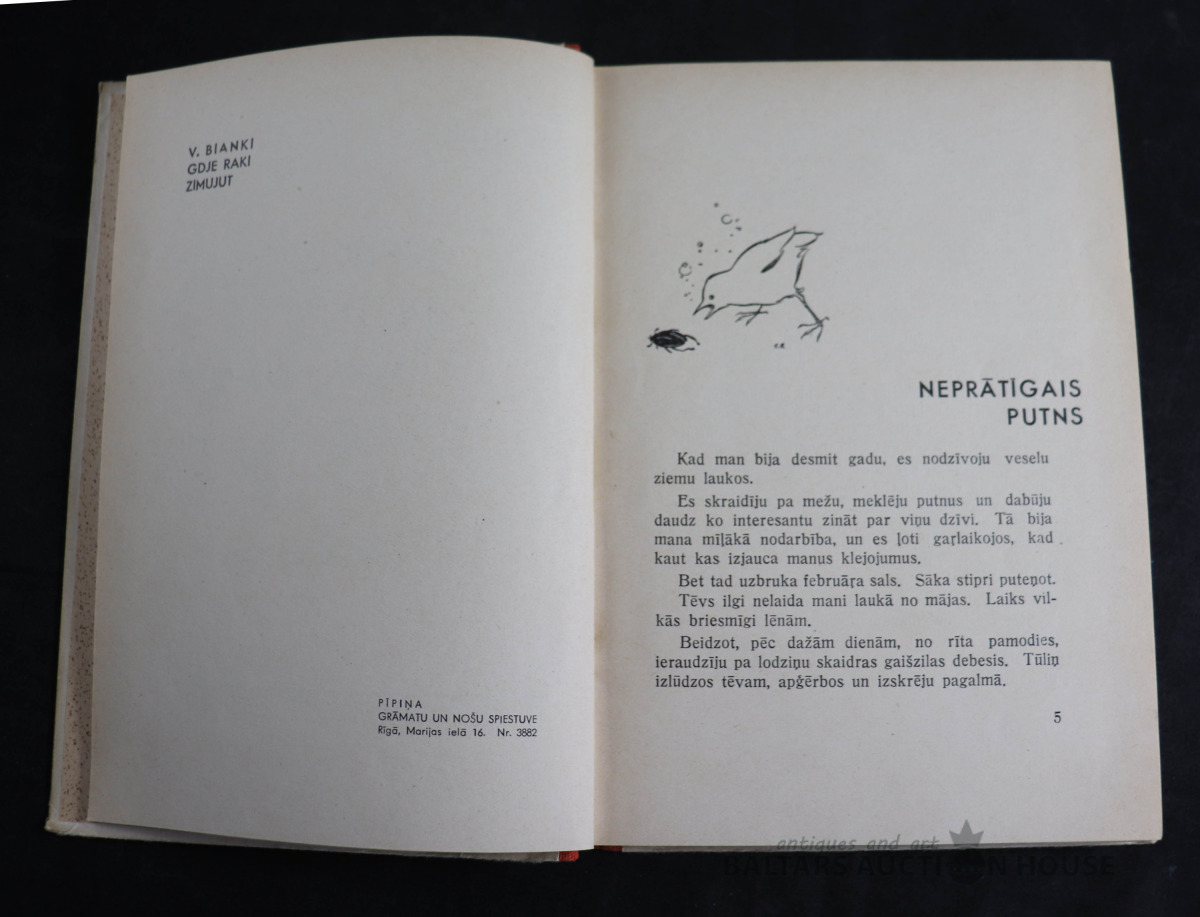 V. BIANKI
GDJE RAKI
ZIMUJUT
PĪPIŅA
GRĀMATU UN NOŠU SPIESTUVE
Rīgā, Marijas ielā 16. Nr. 3882
NEPRĀTĪGAIS
PUTNS
Kad man bija desmit gadu, es nodzīvoju veselu
ziemu laukos.
Es skraidīju pa mežu, meklēju putnus un dabūju
daudz ko interesantu zināt par viņu dzīvi. Tā bija
mana mīļākā nodarbība, un es ļoti gaŗlaikojos, kad
kaut kas izjauca manus klejojumus.
Bet tad uzbruka februāŗa sals. Sāka stipri puteņot.
Tēvs ilgi nelaida mani laukā no mājas. Laiks vil-
kās briesmīgi lēnām.
Beidzot, pēc dažām dienām, no rīta pamodies,
ieraudzīju pa lodziņu skaidras gaišzilas debesis. Tūliņ
izlūdzos tēvam, apģērbos un izskrēju pagalmā.
5
antiques and art
BALTARS AUCTION HOUSE